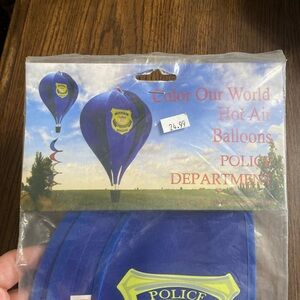 Color Our World
Hot Air
Balloons
POLICE
DEPARTMENT
24.99
POLICE